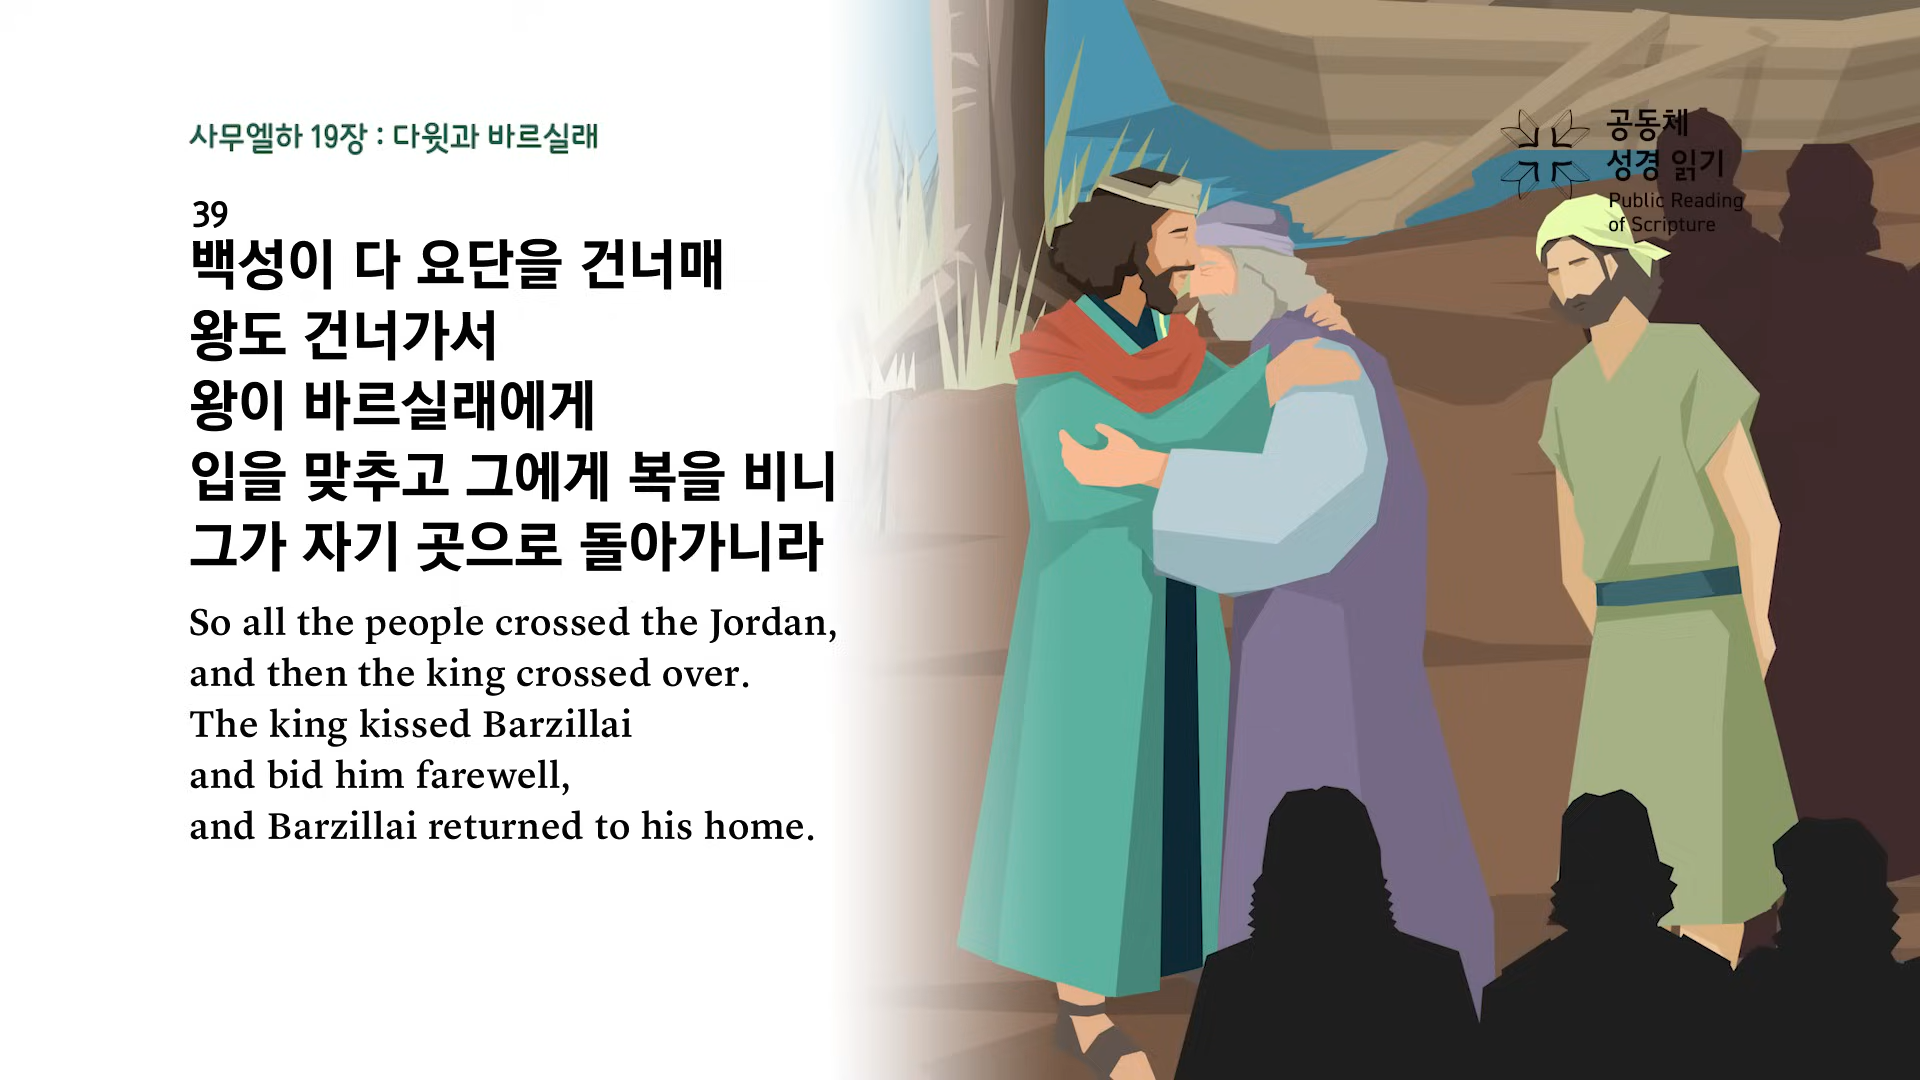 사무엘하 19장 : 다윗과 바르실래
39
백성이 다 요단을 건너매
왕도 건너가서
왕이 바르실래에게
입을 맞추고 그에게 복을 비니
그가 자기 곳으로 돌아가니라
So all the people crossed the Jordan,
and then the king crossed over.
The king kissed Barzillai
and bid him farewell,
and Barzillai returned to his home.
공동체
성경 읽기
Public Reading
of Scripture